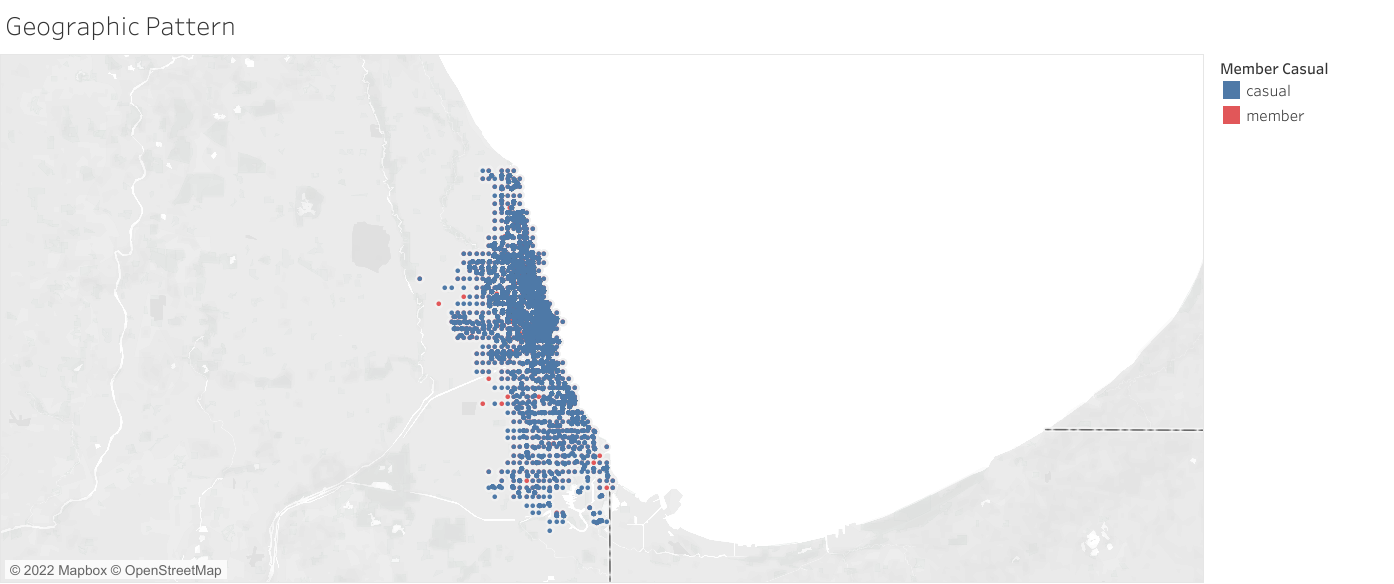 Geographic Pattern
Member Casual
casual
member
© 2022 Mapbox © OpenStreetMap